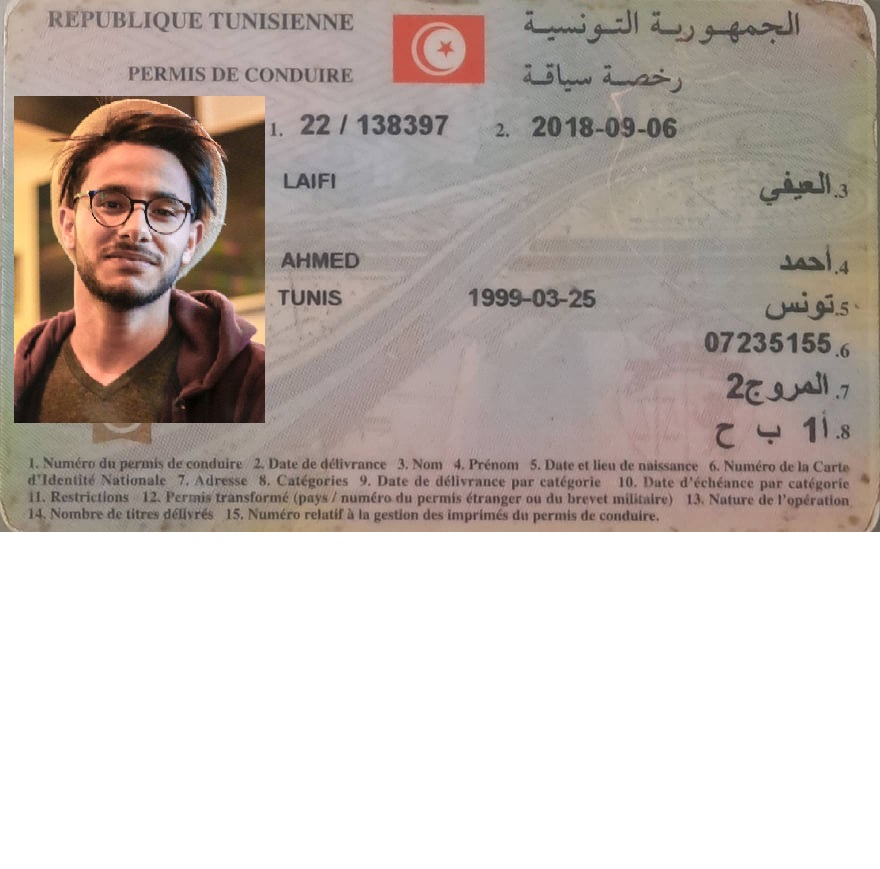 REPUBLIQUE TUNISIENNE الجمهورية التونسية
PERMIS DE CONDUIRE رخصة سياقة
1. 22 / 138397 2. 2018-09-06
LAIFI 3. العيفي
AHMED 4. أحمد
TUNIS 1999-03-25 5. تونس
07235155 .6
7. المروج2
8. أ1 ب ح
1. Numéro du permis de conduire 2. Date de délivrance 3. Nom 4. Prénom 5. Date et lieu de naissance 6. Numéro de la Carte
d'Identité Nationale 7. Adresse 8. Catégories 9. Date de délivrance par catégorie 10. Date d'échéance par catégorie
11. Restrictions 12. Permis transformé (pays / numéro du permis étranger ou du brevet militaire) 13. Nature de l'opération
14. Nombre de titres délivrés 15. Numéro relatif à la gestion des imprimés du permis de conduire.